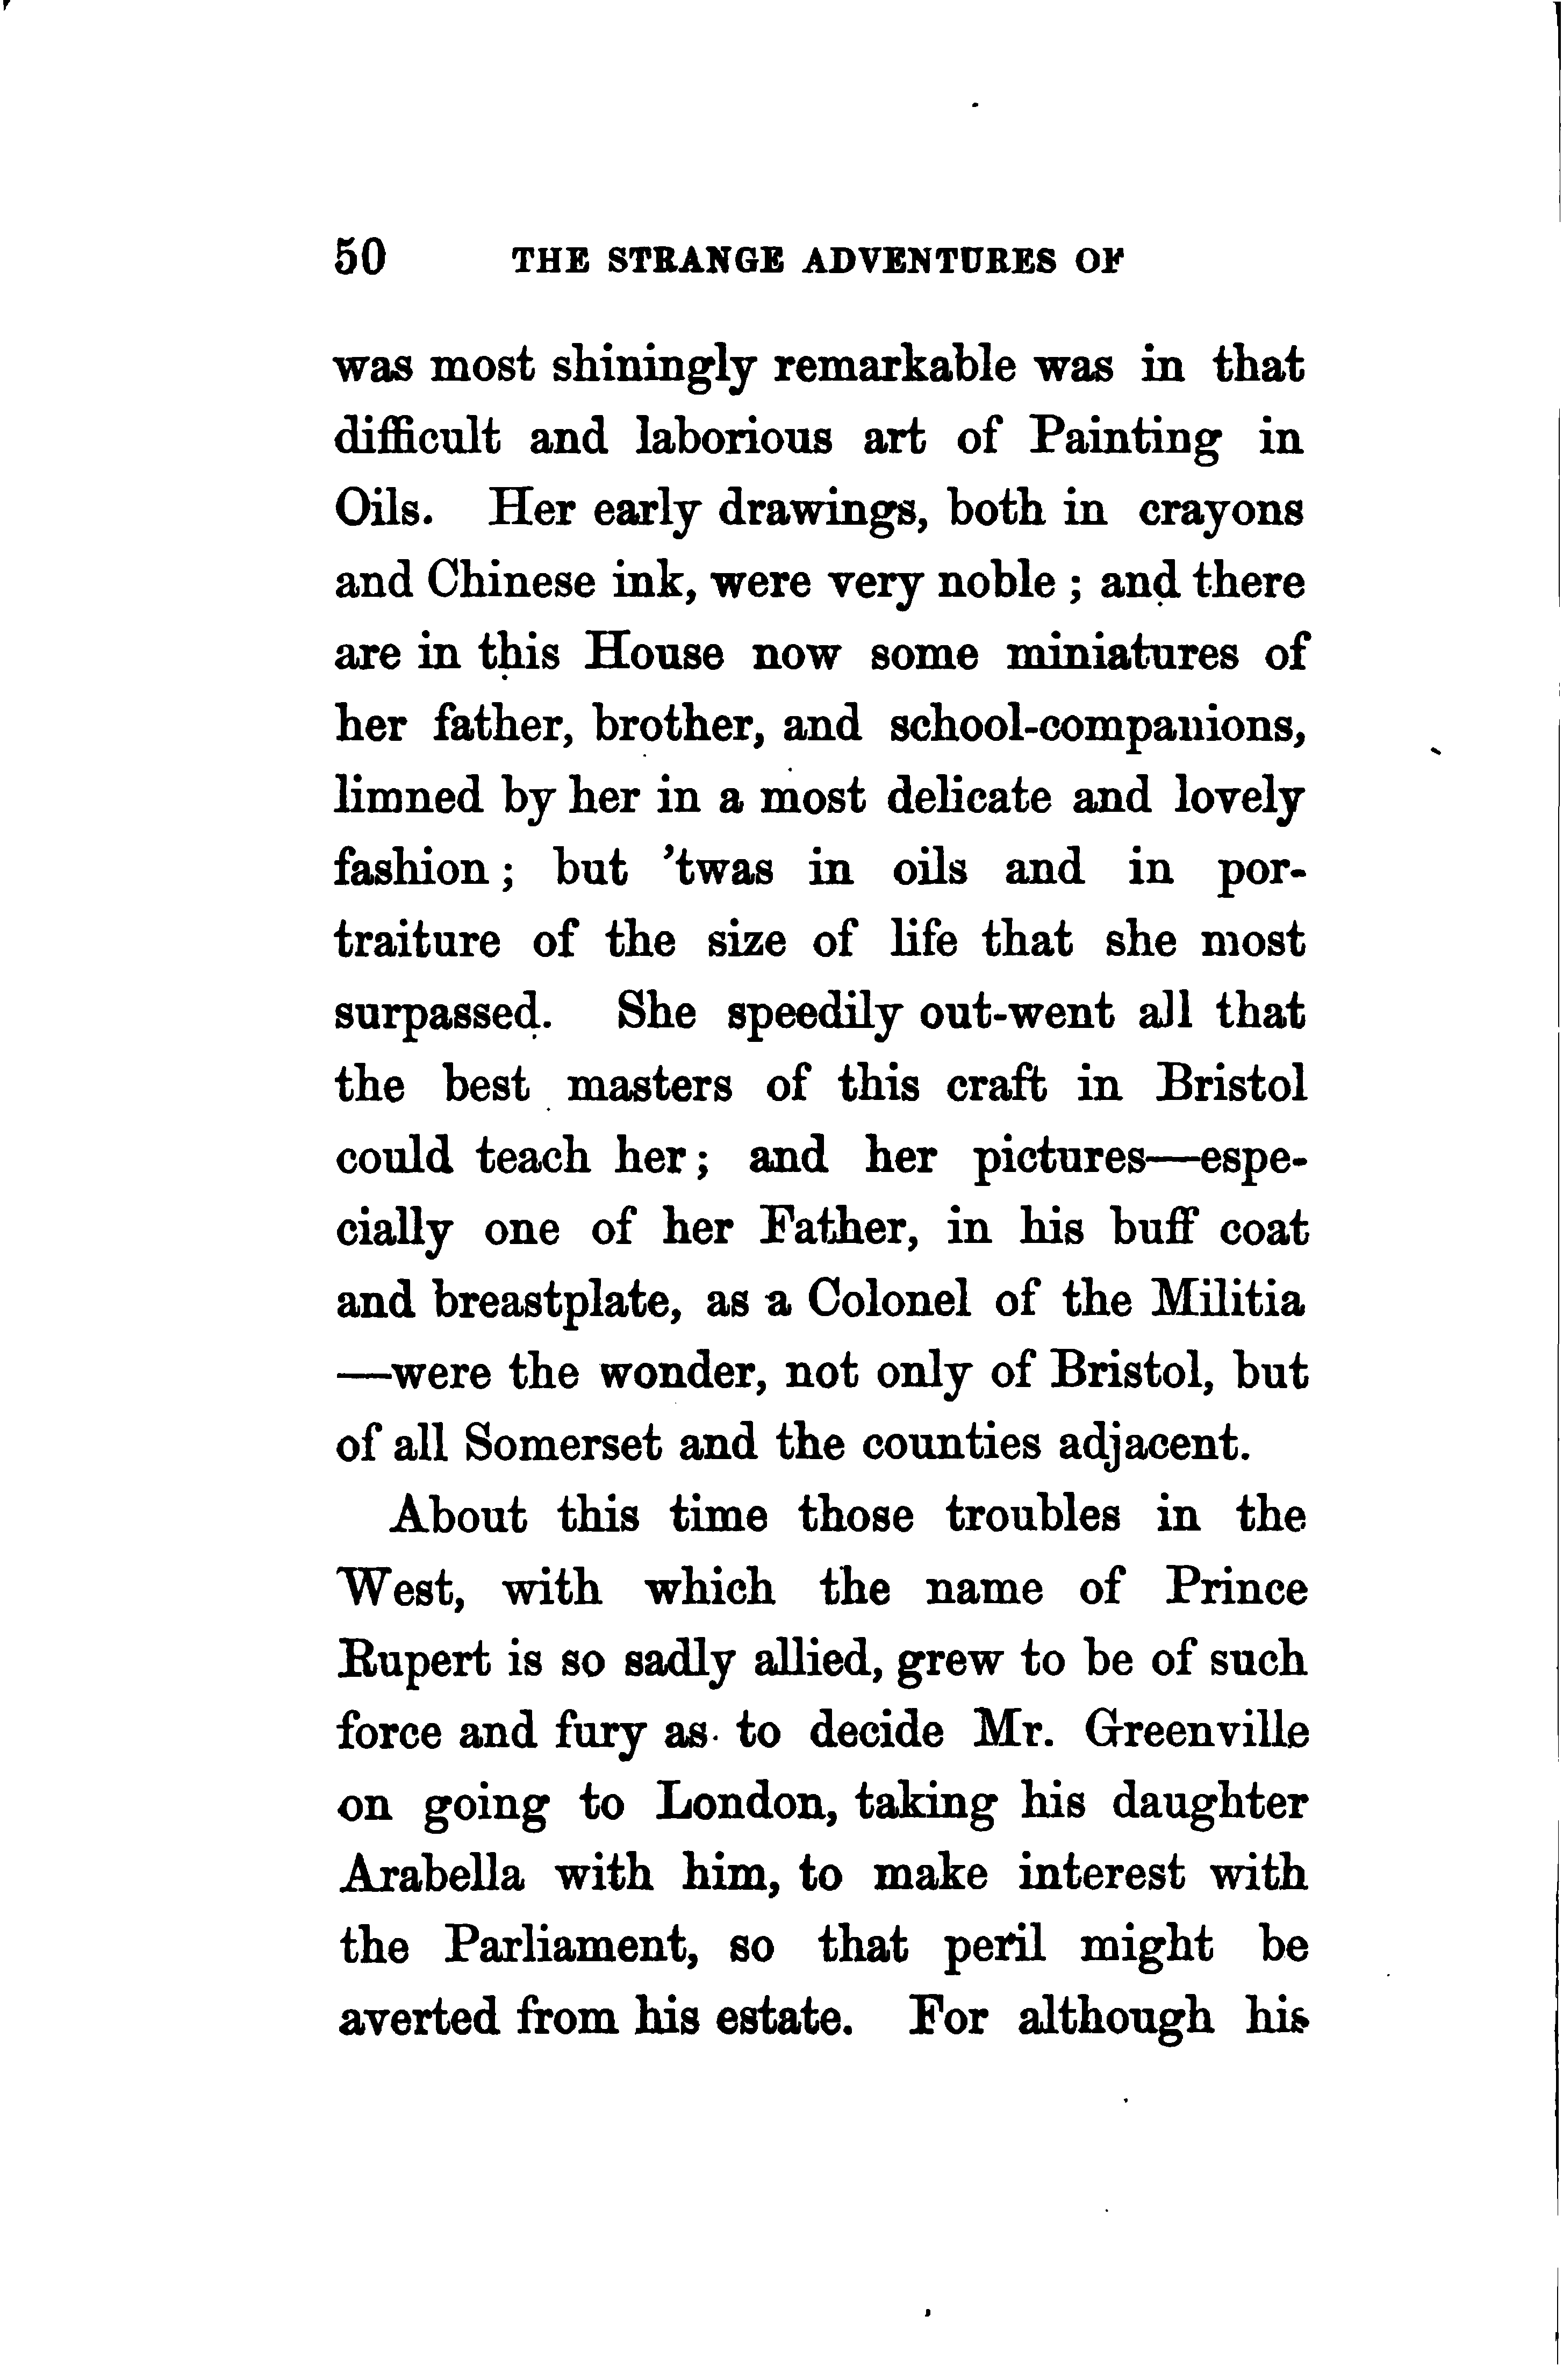 50 THE STRANGE ADVENTURES OF
was most shiningly remarkable was in that
difficult and laborious art of Painting in
Oils. Her early drawings, both in crayons
and Chinese ink, were very noble ; and there
are in this House now some miniatures of
her father, brother, and school-companions,
limned by her in a most delicate and lovely
fashion ; but 'twas in oils and in por-
traiture of the size of life that she most
surpassed. She speedily out-went all that
the best masters of this craft in Bristol
could teach her ; and her pictures—espe-
cially one of her Father, in his buff coat
and breastplate, as a Colonel of the Militia
—were the wonder, not only of Bristol, but
of all Somerset and the counties adjacent.
About this time those troubles in the
West, with which the name of Prince
Rupert is so sadly allied, grew to be of such
force and fury as to decide Mr. Greenville
on going to London, taking his daughter
Arabella with him, to make interest with
the Parliament, so that peril might be
averted from his estate. For although his